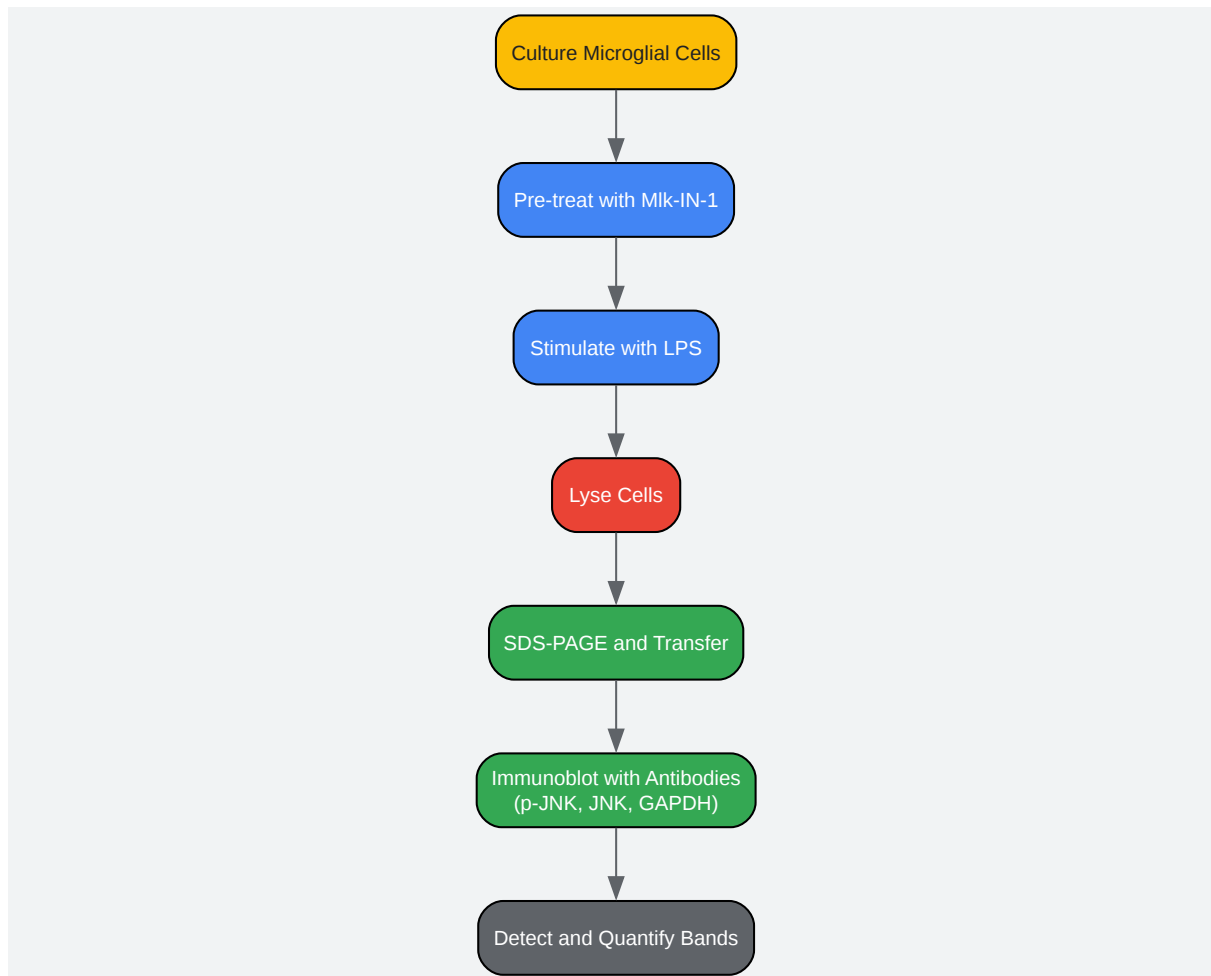 Culture Microglial Cells
Pre-treat with Mlk-IN-1
Stimulate with LPS
Lyse Cells
SDS-PAGE and Transfer
Immunoblot with Antibodies
(p-JNK, JNK, GAPDH)
Detect and Quantify Bands